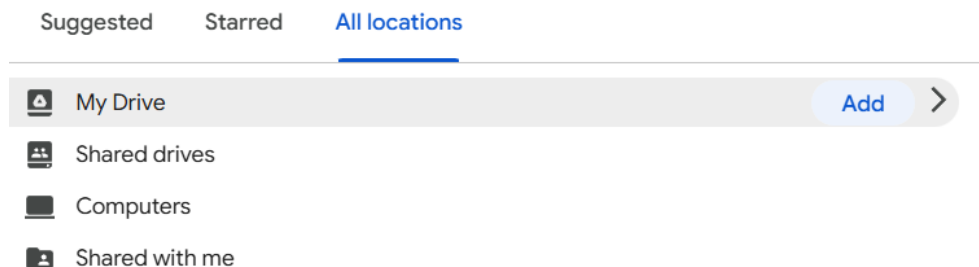 Suggested Starred All locations
My Drive Add
Shared drives
Computers
Shared with me